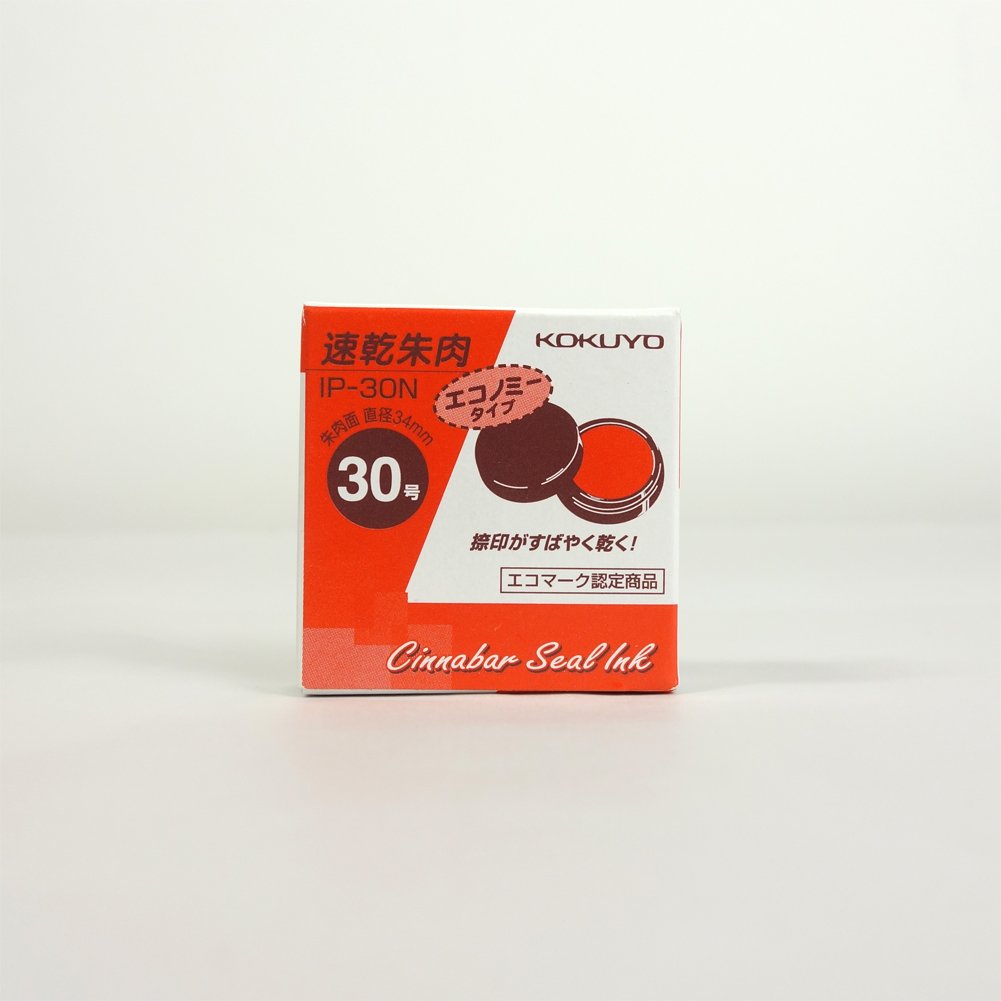 速乾朱肉
IP-30N
朱肉面 直径34mm
30号
KOKUYO
エコノミー
タイプ
捺印がすばやく乾く!
エコマーク認定商品
Cinnabar Seal Ink